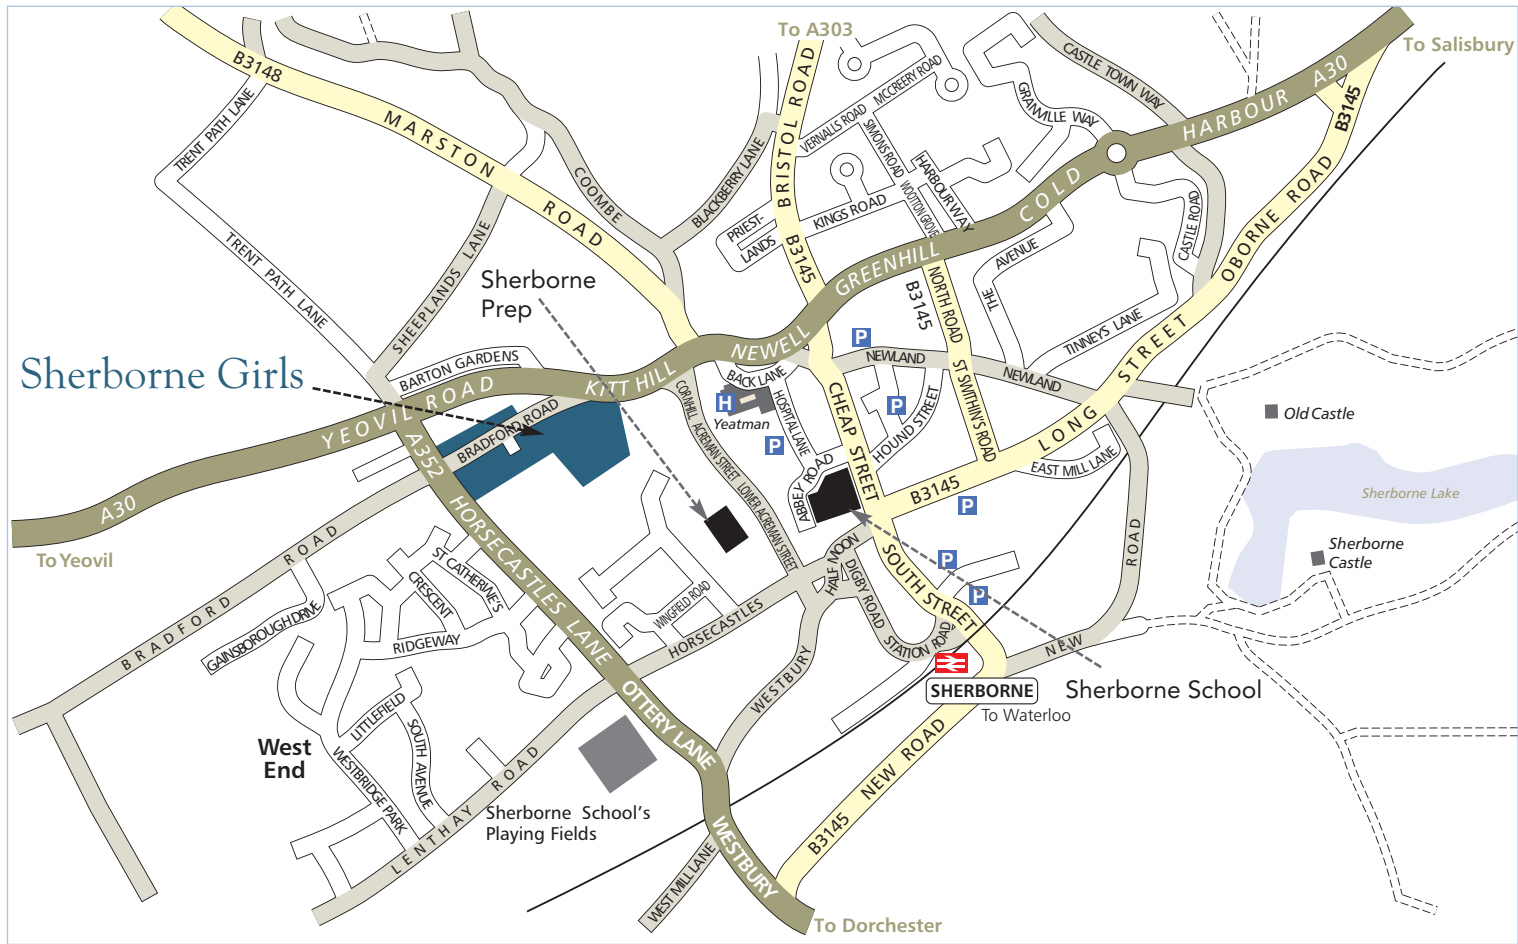 To A303
To Salisbury
B3148
MARSTON ROAD
TRENT PATH LANE
TRENT PATH LANE
SHEEPLANDS LANE
COOMBE
BLACKBERRY LANE
BRISTOL ROAD
B3145
VERNALLS ROAD
MCCREERY ROAD
SIMONS ROAD
WOOTTON GROVE
HARBOUR WAY
KINGS ROAD
PRIEST-
LANDS
GRANVILLE WAY
CASTLE TOWN WAY
COLD HARBOUR A30
B3145
CASTLE ROAD
OBORNE ROAD
THE AVENUE
TINNEYS LANE
GREENHILL
NORTH ROAD
B3145
ST SWITHIN'S ROAD
Sherborne
Prep
Sherborne Girls
BARTON GARDENS
YEOVIL ROAD
KITT HILL
NEWELL
P
NEWLAND
NEWLAND
LONG STREET
BACK LANE
H
Yeatman
HOSPITAL LANE
P
P
CHEAP STREET
HOUND STREET
CORNHILL
ACREMAN STREET
LOWER ACREMAN STREET
BRADFORD ROAD
A352
A30
To Yeovil
ABBEY ROAD
B3145
P
EAST MILL LANE
Old Castle
Sherborne Lake
Sherborne
Castle
HORSECASTLES LANE
BRADFORD ROAD
GAINSBOROUGH DRIVE
ST CATHERINE'S
CRESCENT
RIDGEWAY
WINGFIELD ROAD
HORSECASTLES
HALF MOON
DIGBY ROAD
SOUTH STREET
P
P
STATION ROAD
NEW ROAD
SHERBORNE
To Waterloo
Sherborne School
LITTLEFIELD
SOUTH AVENUE
WESTBRIDGE PARK
West
End
OTTERY LANE
WESTBURY
LENTHAY ROAD
Sherborne School's
Playing Fields
B3145 NEW ROAD
WEST MILL LANE
WESTBURY
To Dorchester